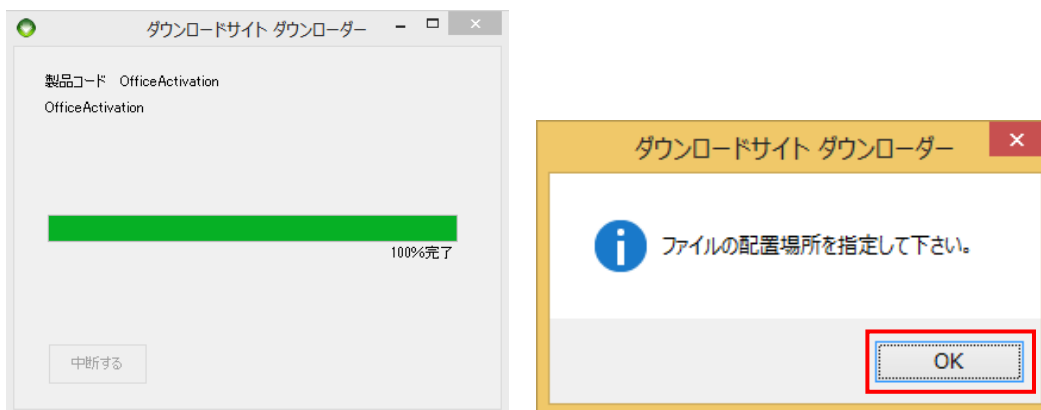 ダウンロードサイト ダウンローダー
製品コード OfficeActivation
OfficeActivation
100%完了
中断する
ダウンロードサイト ダウンローダー
ファイルの配置場所を指定して下さい。
OK